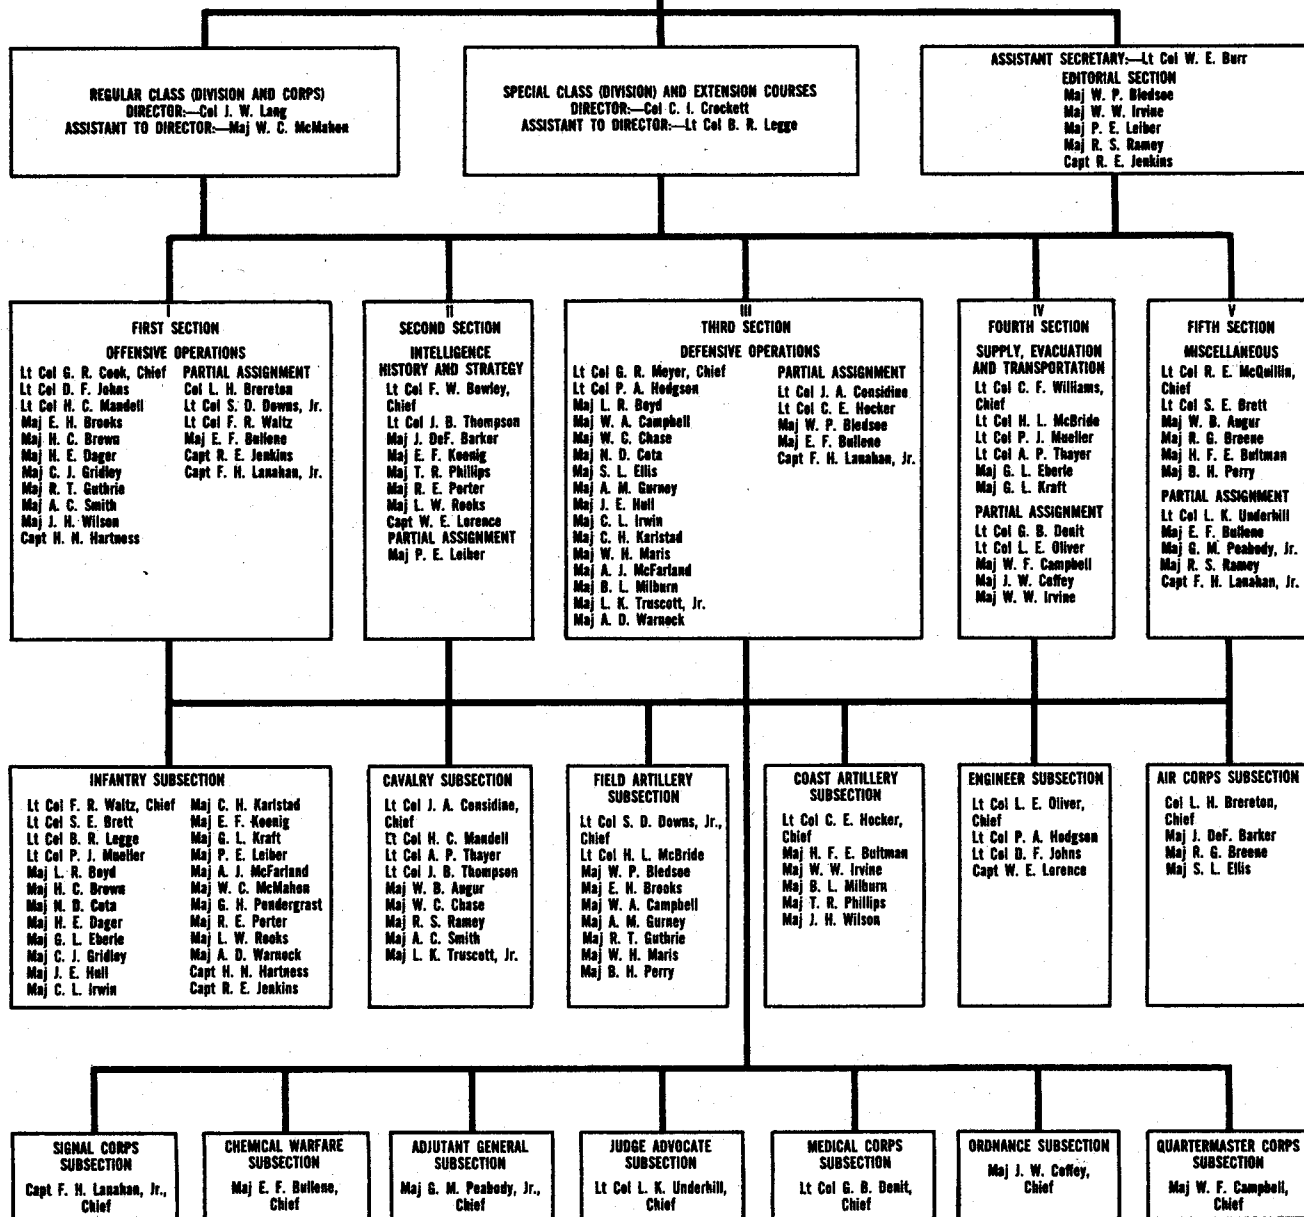 REGULAR CLASS (DIVISION AND CORPS)
DIRECTOR:—Col J. W. Lang
ASSISTANT TO DIRECTOR:—Maj W. C. McMahon
SPECIAL CLASS (DIVISION) AND EXTENSION COURSES
DIRECTOR:—Col C. I. Crockett
ASSISTANT TO DIRECTOR:—Lt Col B. R. Legge
ASSISTANT SECRETARY:—Lt Col W. E. Burr
EDITORIAL SECTION
Maj W. P. Bledsoe
Maj W. W. Irvine
Maj P. E. Leiber
Maj R. S. Ramey
Capt R. E. Jenkins
I
FIRST SECTION
OFFENSIVE OPERATIONS
Lt Col G. R. Cook, Chief
Lt Col D. F. Johns
Lt Col H. C. Mandell
Maj E. H. Brooks
Maj H. C. Brown
Maj H. E. Dager
Maj C. J. Gridley
Maj R. T. Guthrie
Maj A. C. Smith
Maj J. H. Wilson
Capt H. N. Hartness
PARTIAL ASSIGNMENT
Col L. H. Brereton
Lt Col S. D. Downs, Jr.
Lt Col F. R. Waltz
Maj E. F. Bullene
Capt R. E. Jenkins
Capt F. H. Lanahan, Jr.
II
SECOND SECTION
INTELLIGENCE
HISTORY AND STRATEGY
Lt Col F. W. Bowley,
Chief
Lt Col J. B. Thompson
Maj J. DeF. Barker
Maj E. F. Koenig
Maj T. R. Phillips
Maj R. E. Porter
Maj L. W. Rooks
Capt W. E. Lorence
PARTIAL ASSIGNMENT
Maj P. E. Leiber
III
THIRD SECTION
DEFENSIVE OPERATIONS
Lt Col G. R. Meyer, Chief
Lt Col P. A. Hodgson
Maj L. R. Boyd
Maj W. A. Campbell
Maj W. C. Chase
Maj N. D. Cota
Maj S. L. Ellis
Maj A. M. Gurney
Maj J. E. Hull
Maj C. L. Irwin
Maj C. H. Karlstad
Maj W. H. Maris
Maj A. J. McFarland
Maj B. L. Milburn
Maj L. K. Truscott, Jr.
Maj A. D. Warnock
PARTIAL ASSIGNMENT
Lt Col J. A. Considine
Lt Col C. E. Hocker
Maj W. P. Bledsoe
Maj E. F. Bullene
Capt F. H. Lanahan, Jr.
IV
FOURTH SECTION
SUPPLY, EVACUATION
AND TRANSPORTATION
Lt Col C. F. Williams,
Chief
Lt Col H. L. McBride
Lt Col P. J. Mueller
Lt Col A. P. Thayer
Maj G. L. Eberle
Maj G. L. Kraft
PARTIAL ASSIGNMENT
Lt Col G. B. Denit
Lt Col L. E. Oliver
Maj W. F. Campbell
Maj J. W. Coffey
Maj W. W. Irvine
V
FIFTH SECTION
MISCELLANEOUS
Lt Col R. E. McQuillin,
Chief
Lt Col S. E. Brett
Maj W. B. Augur
Maj R. G. Breene
Maj H. F. E. Bultman
Maj B. H. Perry
PARTIAL ASSIGNMENT
Lt Col L. K. Underhill
Maj E. F. Bullene
Maj G. M. Peabody, Jr.
Maj R. S. Ramey
Capt F. H. Lanahan, Jr.
INFANTRY SUBSECTION
Lt Col F. R. Waltz, Chief
Lt Col S. E. Brett
Lt Col B. R. Legge
Lt Col P. J. Mueller
Maj L. R. Boyd
Maj H. C. Brown
Maj N. D. Cota
Maj H. E. Dager
Maj G. L. Eberle
Maj C. J. Gridley
Maj J. E. Hull
Maj C. L. Irwin
Maj C. H. Karlstad
Maj E. F. Koenig
Maj G. L. Kraft
Maj P. E. Leiber
Maj A. J. McFarland
Maj W. C. McMahon
Maj G. H. Pendergrast
Maj R. E. Porter
Maj L. W. Rooks
Maj A. D. Warnock
Capt H. N. Hartness
Capt R. E. Jenkins
CAVALRY SUBSECTION
Lt Col J. A. Considine,
Chief
Lt Col H. C. Mandell
Lt Col A. P. Thayer
Lt Col J. B. Thompson
Maj W. B. Augur
Maj W. C. Chase
Maj R. S. Ramey
Maj A. C. Smith
Maj L. K. Truscott, Jr.
FIELD ARTILLERY
SUBSECTION
Lt Col S. D. Downs, Jr.,
Chief
Lt Col H. L. McBride
Maj W. P. Bledsoe
Maj E. H. Brooks
Maj W. A. Campbell
Maj A. M. Gurney
Maj R. T. Guthrie
Maj W. H. Maris
Maj B. H. Perry
COAST ARTILLERY
SUBSECTION
Lt Col C. E. Hocker,
Chief
Maj H. F. E. Bultman
Maj W. W. Irvine
Maj B. L. Milburn
Maj T. R. Phillips
Maj J. H. Wilson
ENGINEER SUBSECTION
Lt Col L. E. Oliver,
Chief
Lt Col P. A. Hodgson
Lt Col D. F. Johns
Capt W. E. Lorence
AIR CORPS SUBSECTION
Col L. H. Brereton,
Chief
Maj J. DeF. Barker
Maj R. G. Breene
Maj S. L. Ellis
SIGNAL CORPS
SUBSECTION
Capt F. H. Lanahan, Jr.,
Chief
CHEMICAL WARFARE
SUBSECTION
Maj E. F. Bullene,
Chief
ADJUTANT GENERAL
SUBSECTION
Maj G. M. Peabody, Jr.,
Chief
JUDGE ADVOCATE
SUBSECTION
Lt Col L. K. Underhill,
Chief
MEDICAL CORPS
SUBSECTION
Lt Col G. B. Denit,
Chief
ORDNANCE SUBSECTION
Maj J. W. Coffey,
Chief
QUARTERMASTER CORPS
SUBSECTION
Maj W. F. Campbell,
Chief